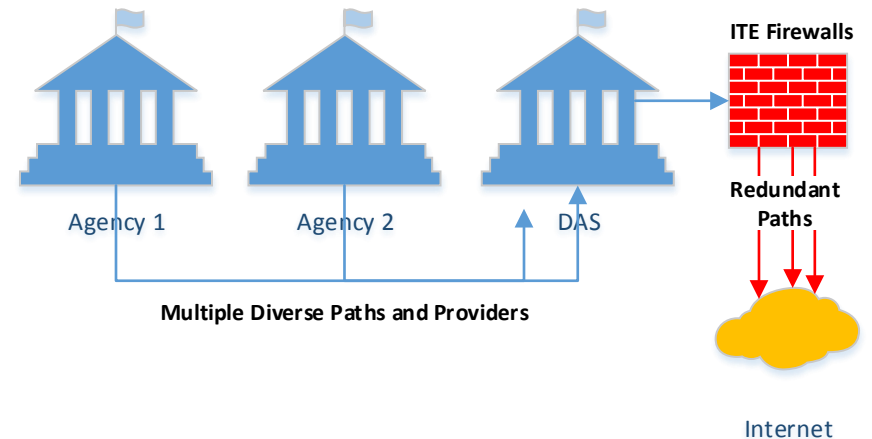 ITE Firewalls
Agency 1
Agency 2
DAS
Redundant
Paths
Multiple Diverse Paths and Providers
Internet